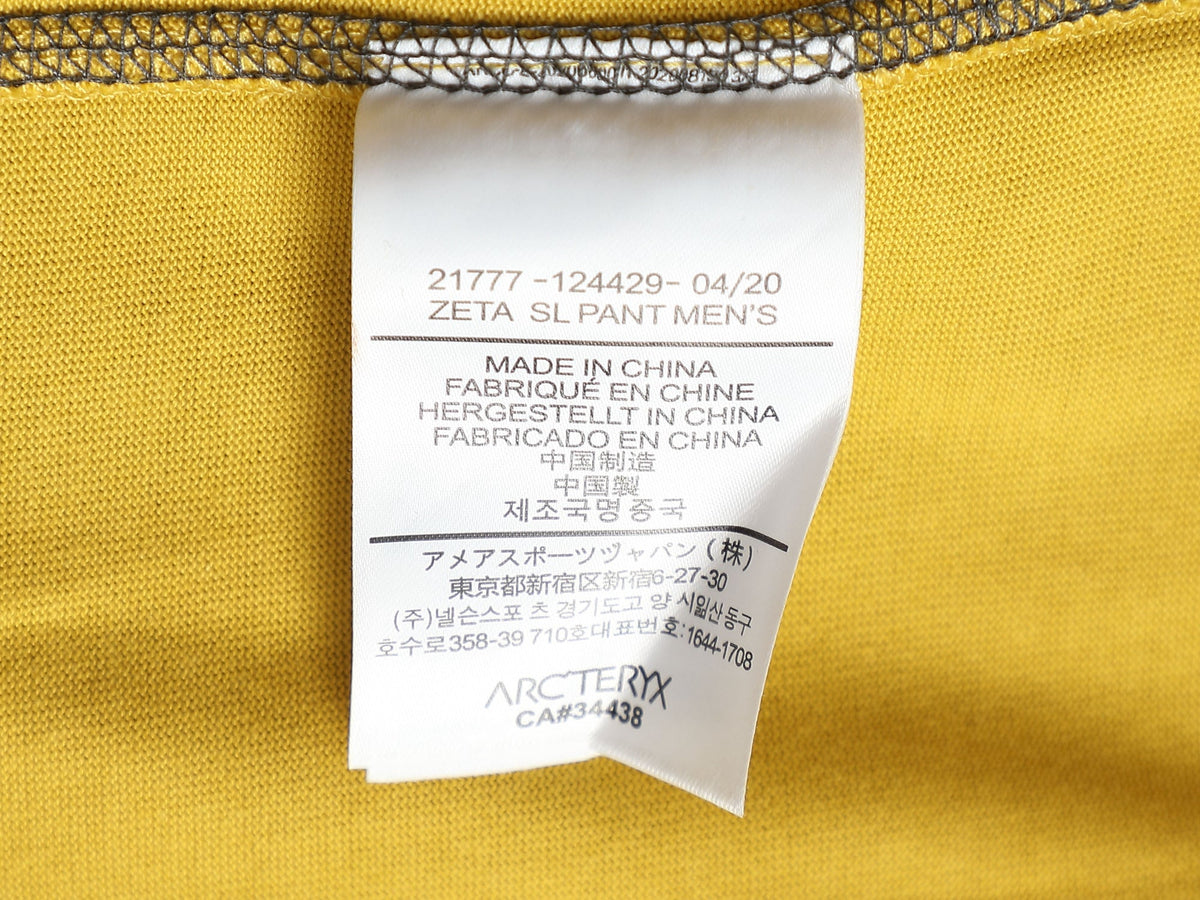 21777 -124429- 04/20
ZETA SL PANT MEN'S
MADE IN CHINA
FABRIQUÉ EN CHINE
HERGESTELLT IN CHINA
FABRICADO EN CHINA
中国制造
中国製
제조국명 중국
アメアスポーツヅャパン (株)
東京都新宿区新宿6-27-30
(주)넬슨스포 츠 경기도고 양 시일산동구
호수로358-39 710호대표번호:1644-1708
ARC'TERYX
CA#34438